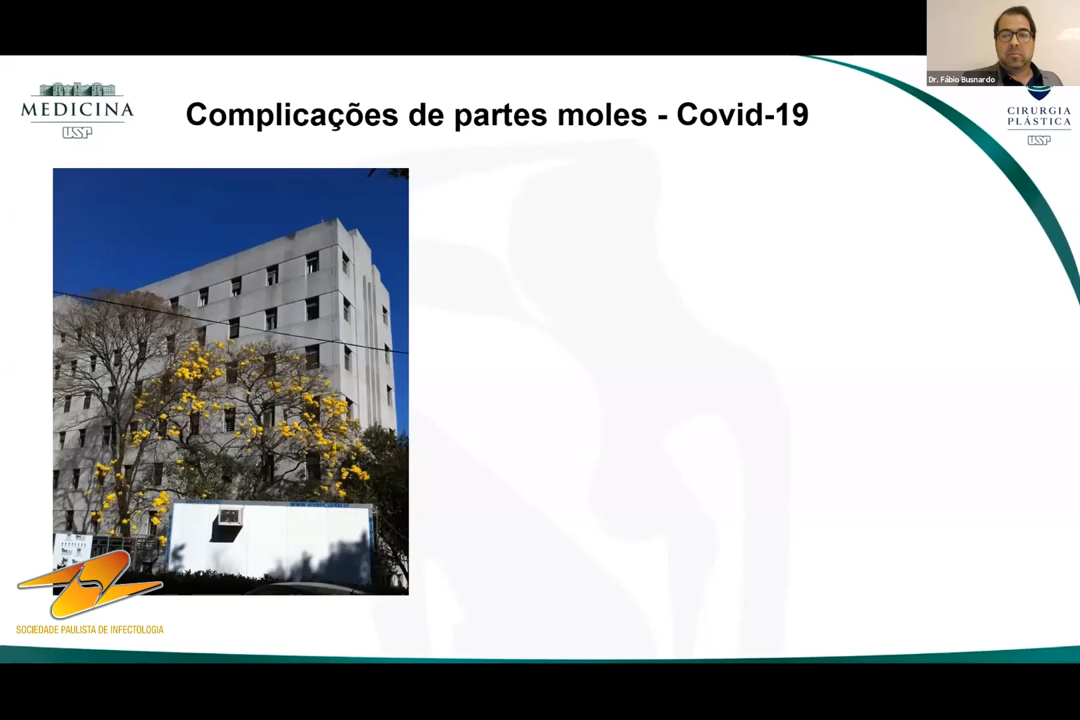 Dr. Fábio Busnardo
MEDICINA
USP
Complicações de partes moles - Covid-19
CIRURGIA
PLÁSTICA
USP
SOCIEDADE PAULISTA DE INFECTOLOGIA